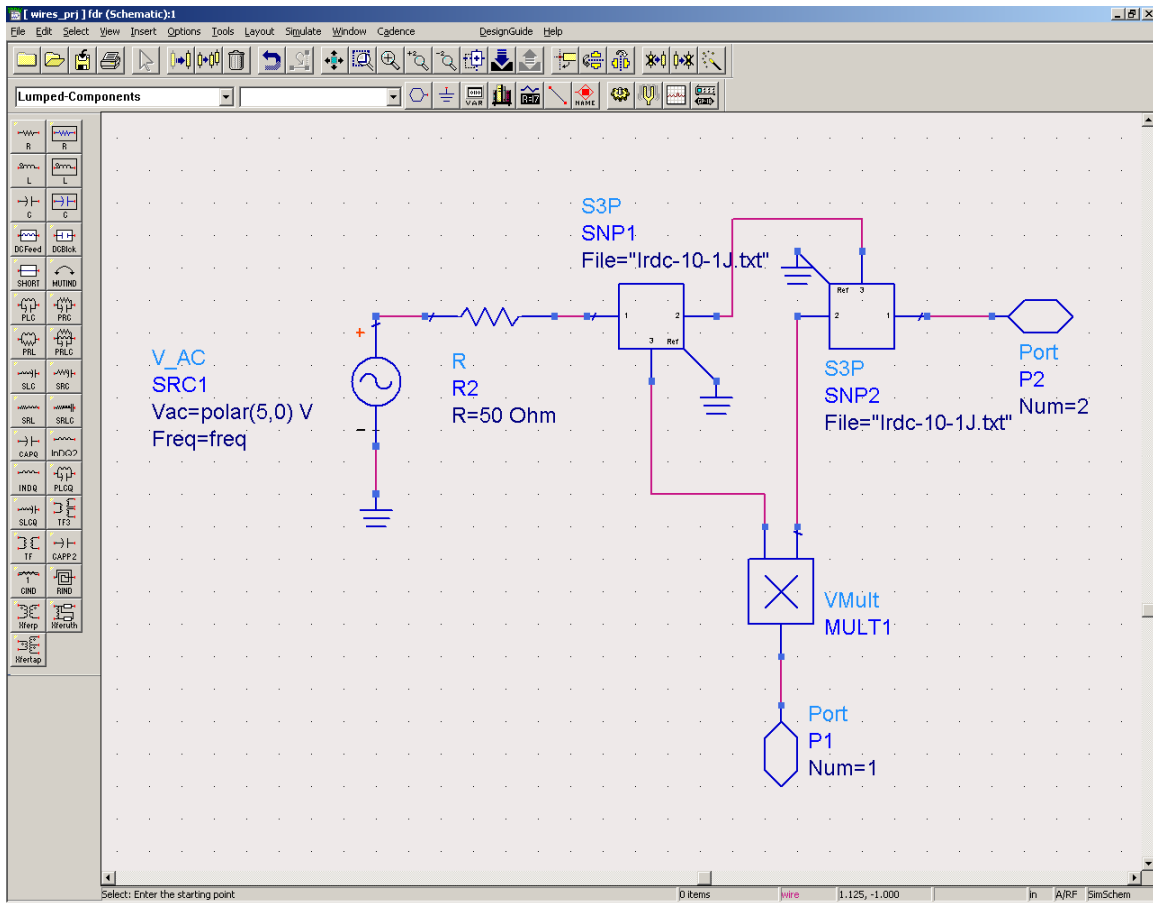 [ wires_prj ] fdr (Schematic):1
File Edit Select View Insert Options Tools Layout Simulate Window Cadence DesignGuide Help
Lumped-Components
VAR
NAME
R R
L L
C C
DCFeed DCBlck
SHORT MUTIND
PLC PRC
PRL PRLC
SLC SRC
SRL SRLC
CAPQ InDQ2
INDQ PLCQ
SLCQ TF3
TF CAPP2
CIND RIND
Xferp Xferuth
Xfertap
S3P
SNP1
File="lrdc-10-1J.txt"
1 2
3 Ref
Ref 3
2 1
V_AC
SRC1
Vac=polar(5,0) V
Freq=freq
+
-
R
R2
R=50 Ohm
S3P
SNP2
File="lrdc-10-1J.txt"
Port
P2
Num=2
VMult
MULT1
Port
P1
Num=1
Select: Enter the starting point 0 items wire 1.125, -1.000 in A/RF SimSchem